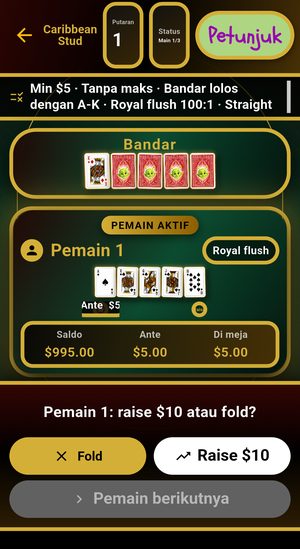 Caribbean
Stud
Putaran
1
Status
Main 1/3
Petunjuk
Min $5 · Tanpa maks · Bandar lolos
dengan A-K · Royal flush 100:1 · Straight
Bandar
PEMAIN AKTIF
Pemain 1
Royal flush
Ante $5
Saldo
Ante
Di meja
$995.00
$5.00
$5.00
Pemain 1: raise $10 atau fold?
Fold
Raise $10
Pemain berikutnya